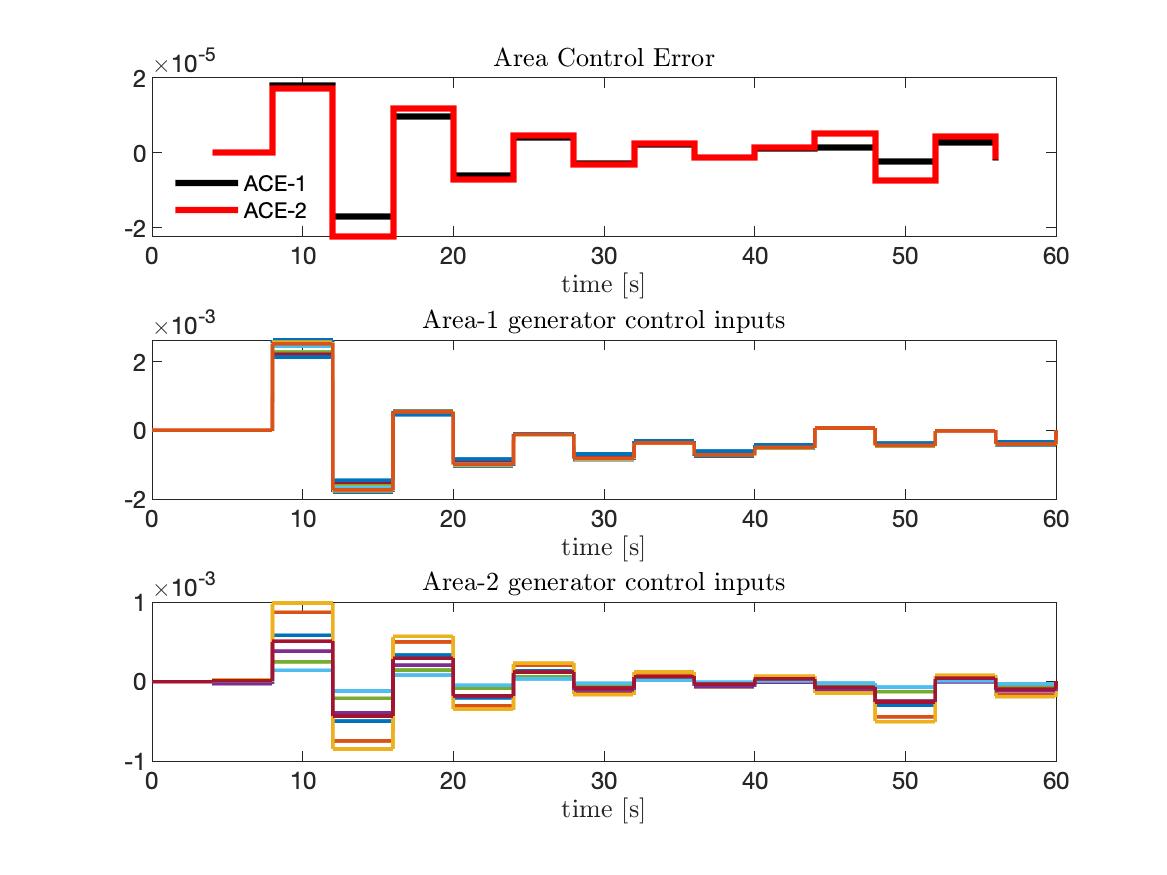 Area Control Error
×10-5
2
0
-2
ACE-1
ACE-2
0 10 20 30 40 50 60
time [s]
Area-1 generator control inputs
×10-3
2
0
-2
0 10 20 30 40 50 60
time [s]
Area-2 generator control inputs
×10-3
1
0
-1
0 10 20 30 40 50 60
time [s]